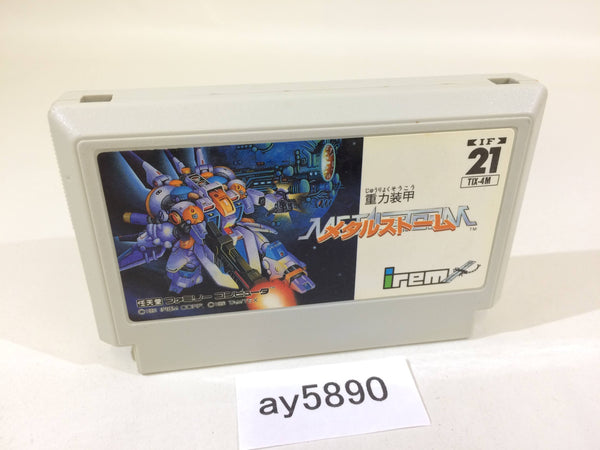 IF
21
TIX-4M
じゅうりょくそうこう
重力装甲
メタルストーム
TM
irem
任天堂 ファミリーコンピュータ
ay5890